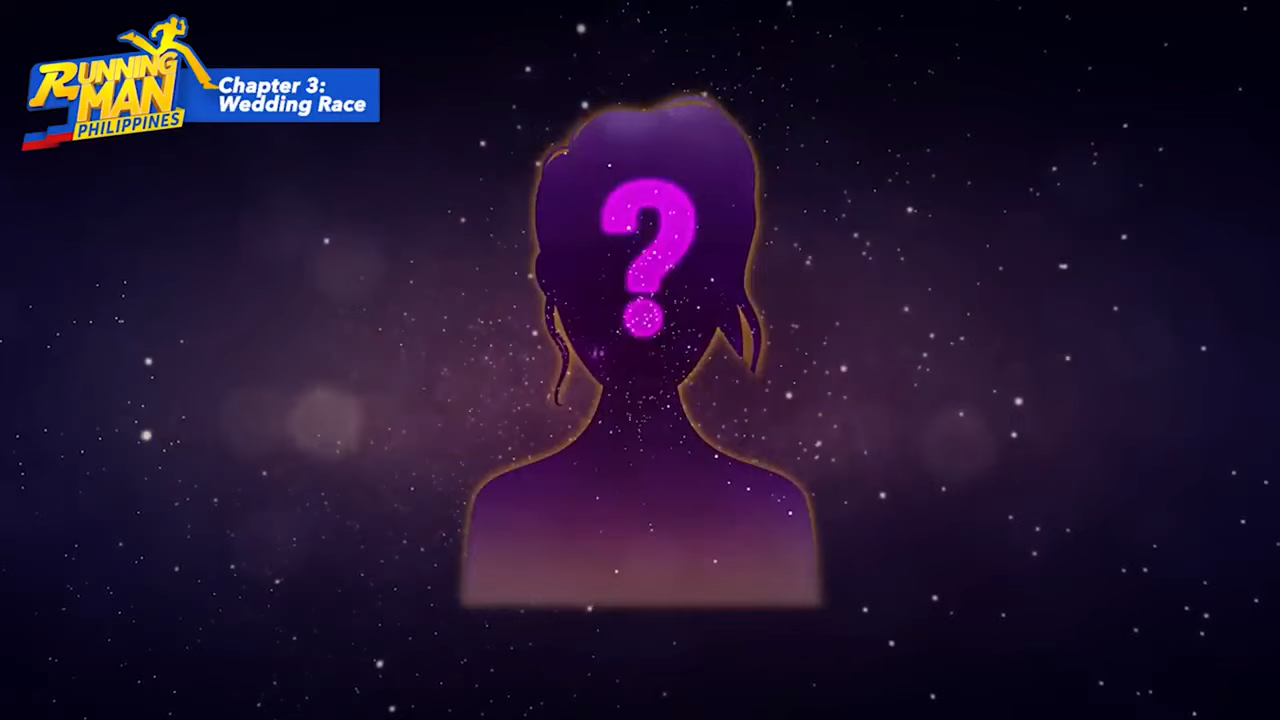 RUNNING
MAN
PHILIPPINES
Chapter 3:
Wedding Race
?